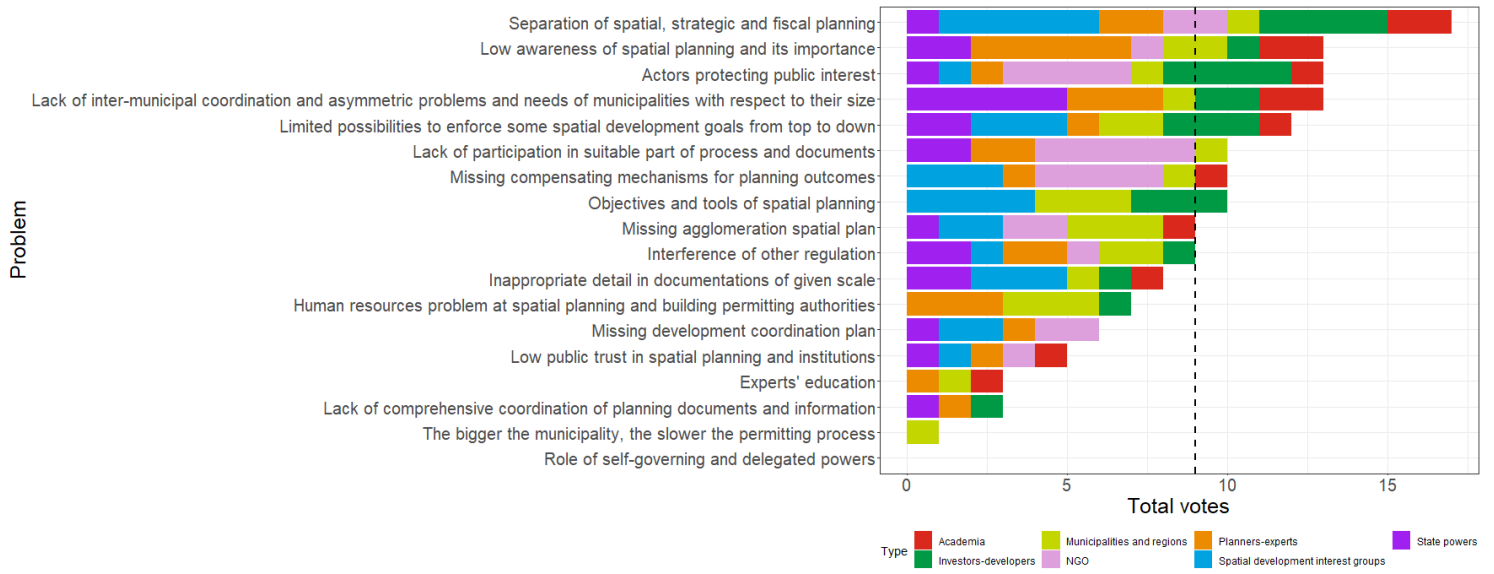 Separation of spatial, strategic and fiscal planning
Low awareness of spatial planning and its importance
Actors protecting public interest
Lack of inter-municipal coordination and asymmetric problems and needs of municipalities with respect to their size
Limited possibilities to enforce some spatial development goals from top to down
Lack of participation in suitable part of process and documents
Missing compensating mechanisms for planning outcomes
Objectives and tools of spatial planning
Missing agglomeration spatial plan
Interference of other regulation
Inappropriate detail in documentations of given scale
Human resources problem at spatial planning and building permitting authorities
Missing development coordination plan
Low public trust in spatial planning and institutions
Experts' education
Lack of comprehensive coordination of planning documents and information
The bigger the municipality, the slower the permitting process
Role of self-governing and delegated powers
Problem
0 5 10 15
Total votes
Type
Academia Municipalities and regions Planners-experts State powers
Investors-developers NGO Spatial development interest groups